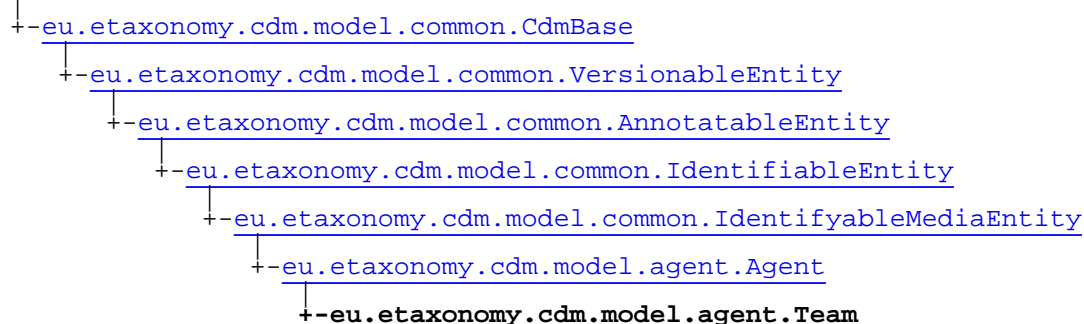 +-eu.etaxonomy.cdm.model.common.CdmBase
+-eu.etaxonomy.cdm.model.common.VersionableEntity
+-eu.etaxonomy.cdm.model.common.AnnotatableEntity
+-eu.etaxonomy.cdm.model.common.IdentifiableEntity
+-eu.etaxonomy.cdm.model.common.IdentifyableMediaEntity
+-eu.etaxonomy.cdm.model.agent.Agent
+-eu.etaxonomy.cdm.model.agent.Team